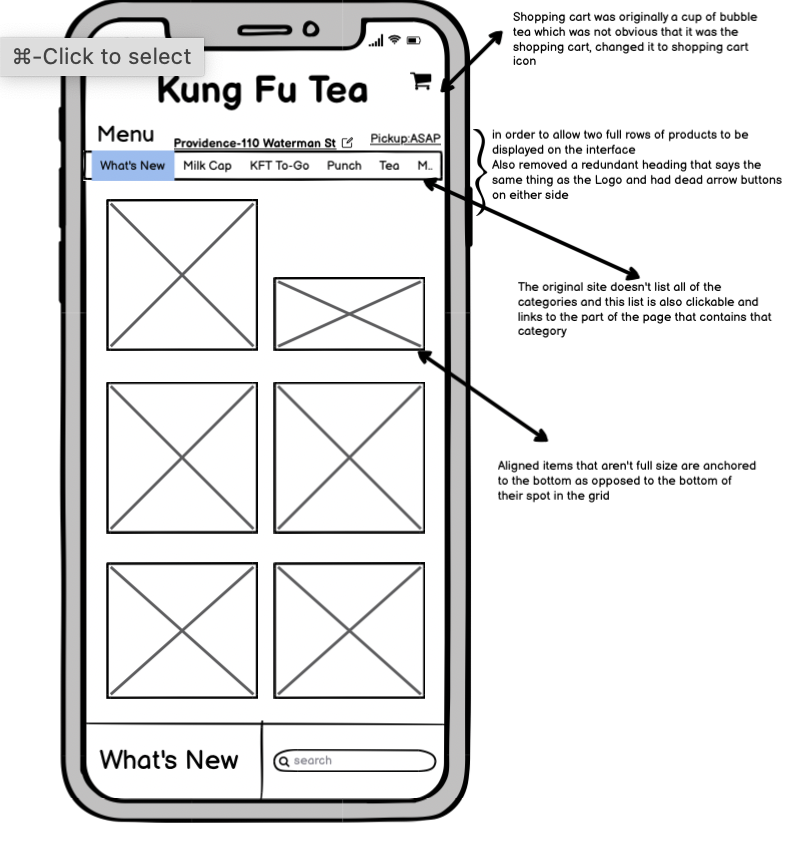 ⌘-Click to select
Kung Fu Tea
Menu
Providence-110 Waterman St
Pickup:ASAP
What's New Milk Cap KFT To-Go Punch Tea M..
What's New
search
Shopping cart was originally a cup of bubble
tea which was not obvious that it was the
shopping cart, changed it to shopping cart
icon
in order to allow two full rows of products to be
displayed on the interface
Also removed a redundant heading that says the
same thing as the Logo and had dead arrow buttons
on either side
The original site doesn't list all of the
categories and this list is also clickable and
links to the part of the page that contains that
category
Aligned items that aren't full size are anchored
to the bottom as opposed to the bottom of
their spot in the grid